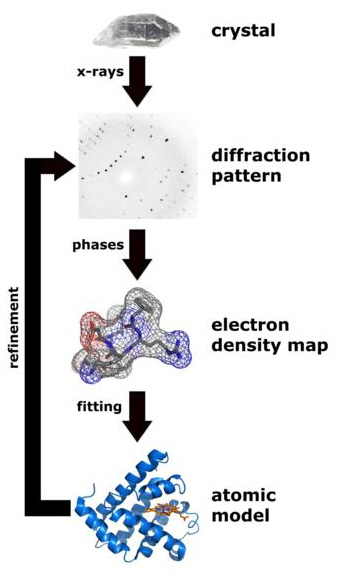 crystal
x-rays
diffraction
pattern
phases
refinement
electron
density map
fitting
atomic
model